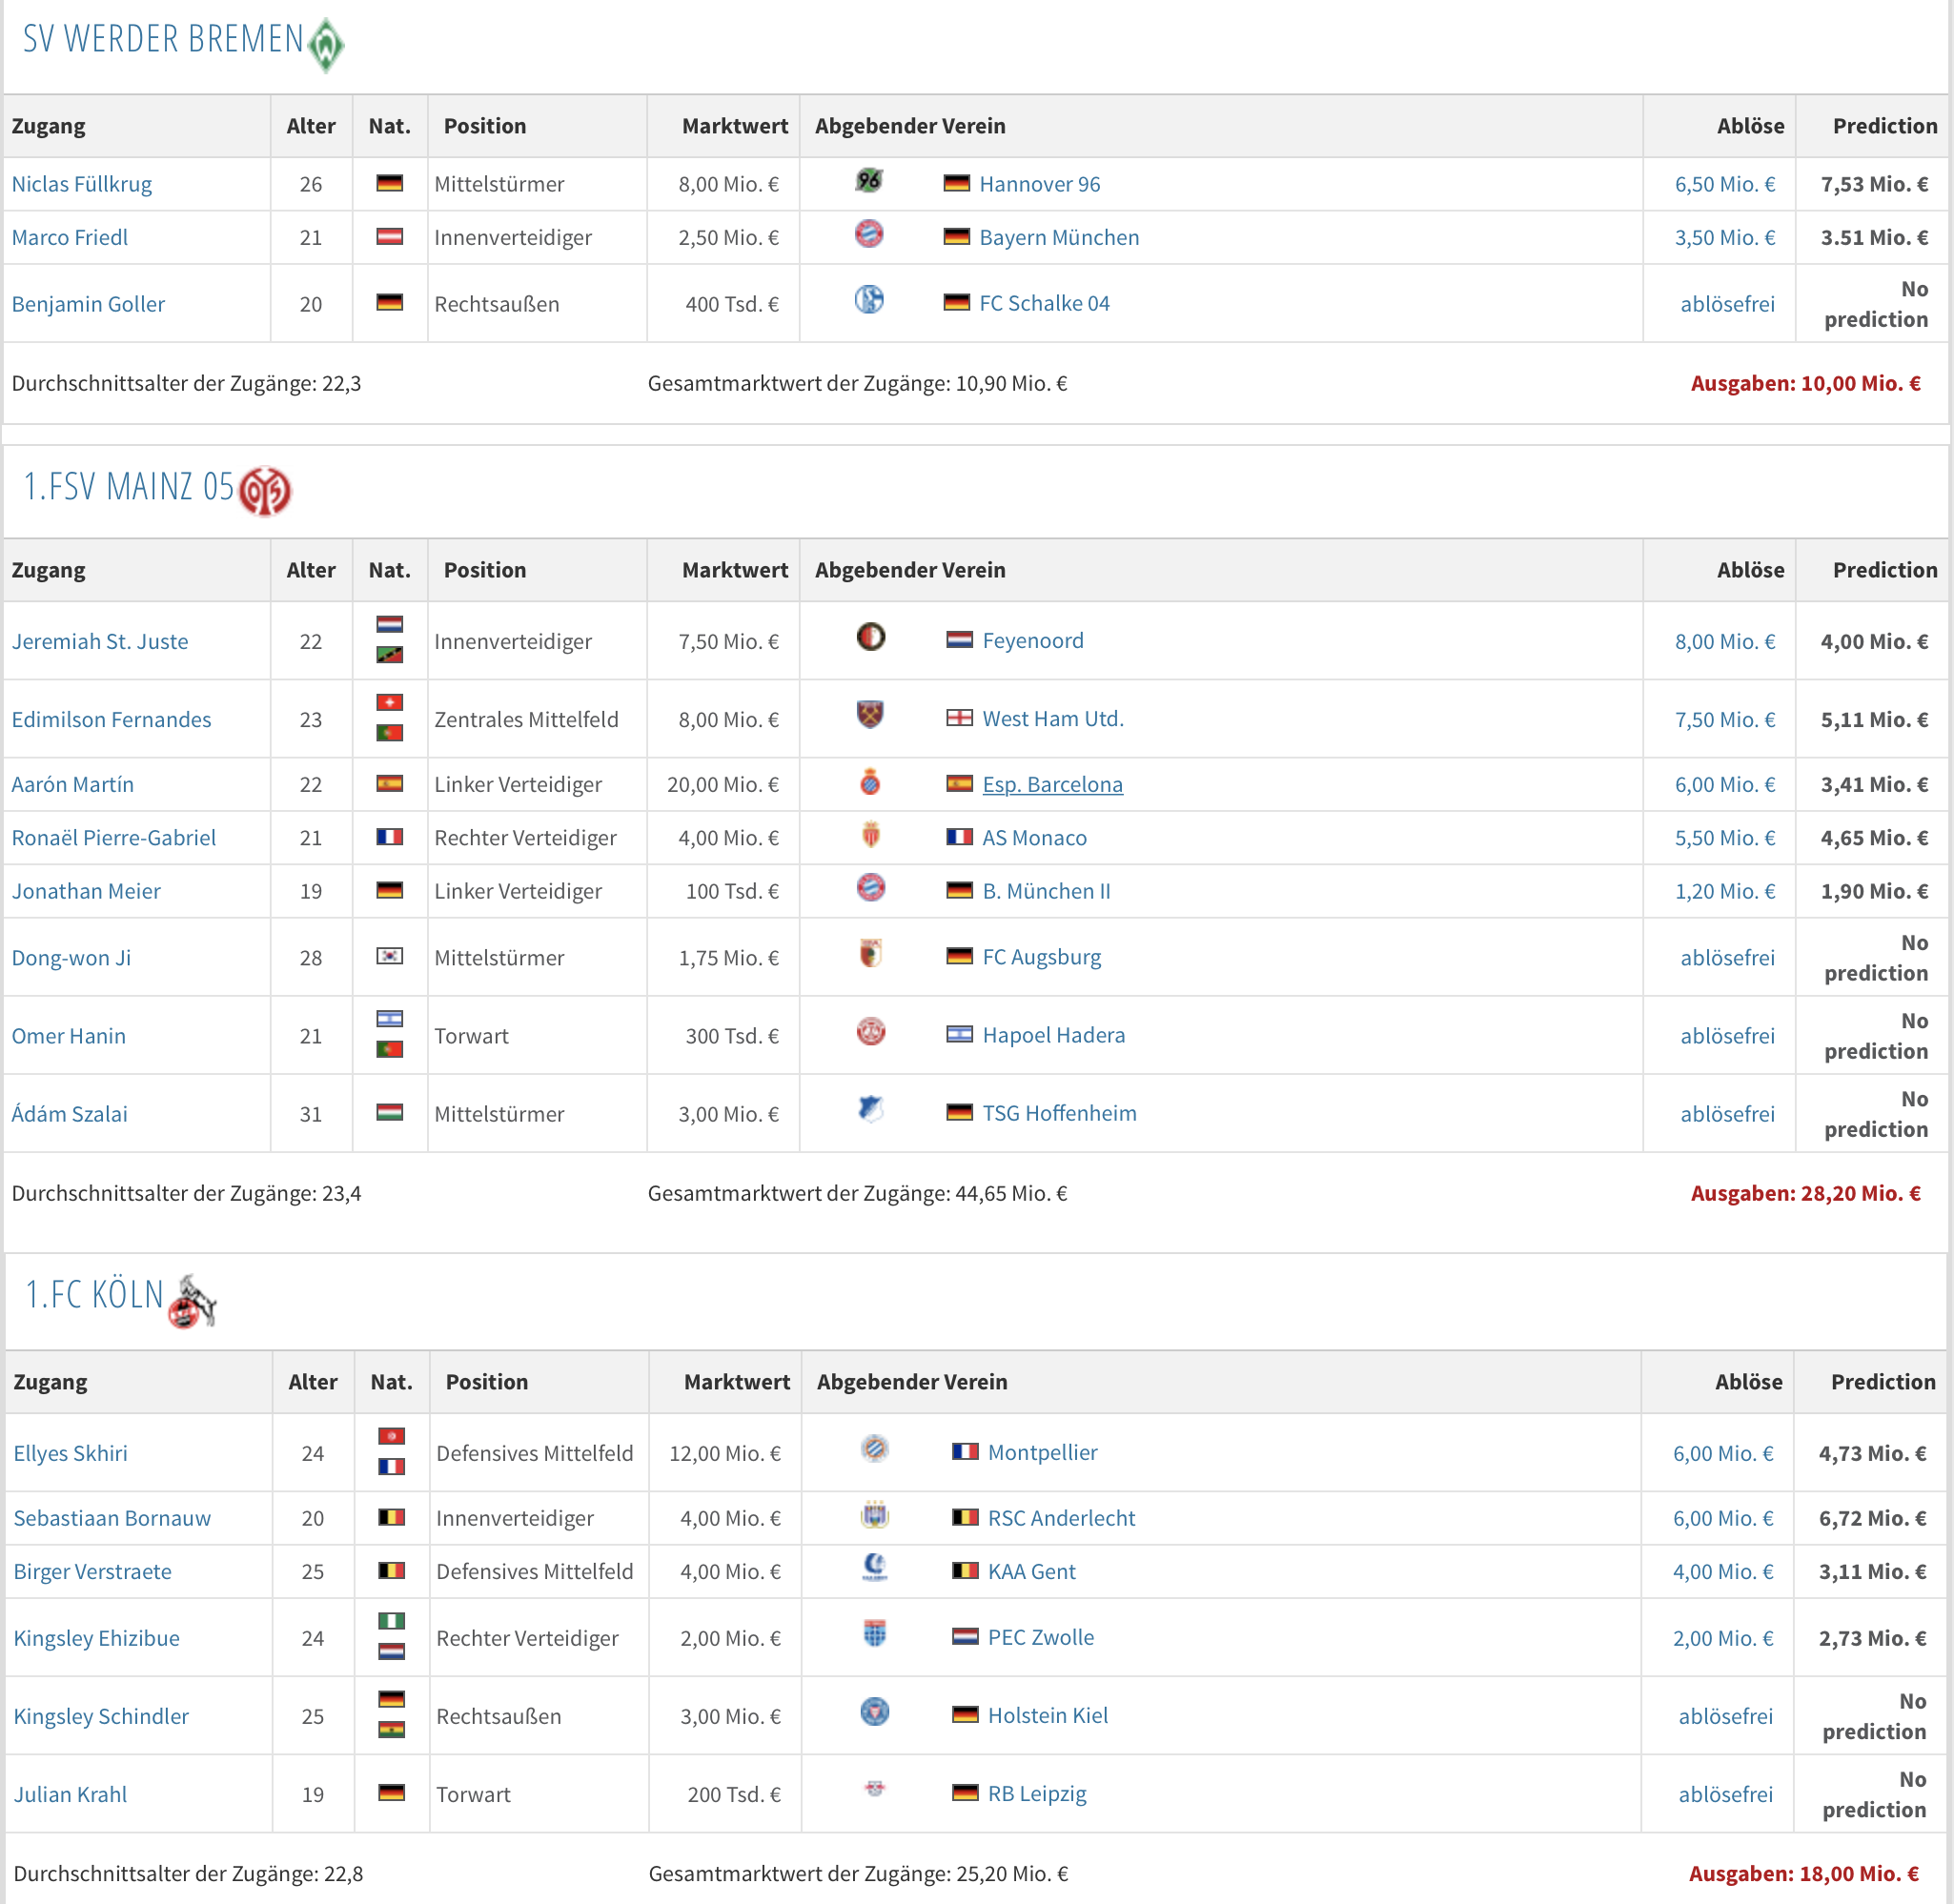 SV WERDER BREMEN
Zugang Alter Nat. Position Marktwert Abgebender Verein Ablöse Prediction
Niclas Füllkrug 26 Mittelstürmer 8,00 Mio. € 96 Hannover 96 6,50 Mio. € 7,53 Mio. €
Marco Friedl 21 Innenverteidiger 2,50 Mio. € Bayern München 3,50 Mio. € 3.51 Mio. €
Benjamin Goller 20 Rechtsaußen 400 Tsd. € FC Schalke 04 ablösefrei No prediction
Durchschnittsalter der Zugänge: 22,3 Gesamtmarktwert der Zugänge: 10,90 Mio. € Ausgaben: 10,00 Mio. €
1.FSV MAINZ 05
Zugang Alter Nat. Position Marktwert Abgebender Verein Ablöse Prediction
Jeremiah St. Juste 22 Innenverteidiger 7,50 Mio. € Feyenoord 8,00 Mio. € 4,00 Mio. €
Edimilson Fernandes 23 Zentrales Mittelfeld 8,00 Mio. € West Ham Utd. 7,50 Mio. € 5,11 Mio. €
Aarón Martín 22 Linker Verteidiger 20,00 Mio. € Esp. Barcelona 6,00 Mio. € 3,41 Mio. €
Ronaël Pierre-Gabriel 21 Rechter Verteidiger 4,00 Mio. € AS Monaco 5,50 Mio. € 4,65 Mio. €
Jonathan Meier 19 Linker Verteidiger 100 Tsd. € B. München II 1,20 Mio. € 1,90 Mio. €
Dong-won Ji 28 Mittelstürmer 1,75 Mio. € FC Augsburg ablösefrei No prediction
Omer Hanin 21 Torwart 300 Tsd. € Hapoel Hadera ablösefrei No prediction
Ádám Szalai 31 Mittelstürmer 3,00 Mio. € TSG Hoffenheim ablösefrei No prediction
Durchschnittsalter der Zugänge: 23,4 Gesamtmarktwert der Zugänge: 44,65 Mio. € Ausgaben: 28,20 Mio. €
1.FC KÖLN
Zugang Alter Nat. Position Marktwert Abgebender Verein Ablöse Prediction
Ellyes Skhiri 24 Defensives Mittelfeld 12,00 Mio. € Montpellier 6,00 Mio. € 4,73 Mio. €
Sebastiaan Bornauw 20 Innenverteidiger 4,00 Mio. € RSC Anderlecht 6,00 Mio. € 6,72 Mio. €
Birger Verstraete 25 Defensives Mittelfeld 4,00 Mio. € KAA Gent 4,00 Mio. € 3,11 Mio. €
Kingsley Ehizibue 24 Rechter Verteidiger 2,00 Mio. € PEC Zwolle 2,00 Mio. € 2,73 Mio. €
Kingsley Schindler 25 Rechtsaußen 3,00 Mio. € Holstein Kiel ablösefrei No prediction
Julian Krahl 19 Torwart 200 Tsd. € RB Leipzig ablösefrei No prediction
Durchschnittsalter der Zugänge: 22,8 Gesamtmarktwert der Zugänge: 25,20 Mio. € Ausgaben: 18,00 Mio. €